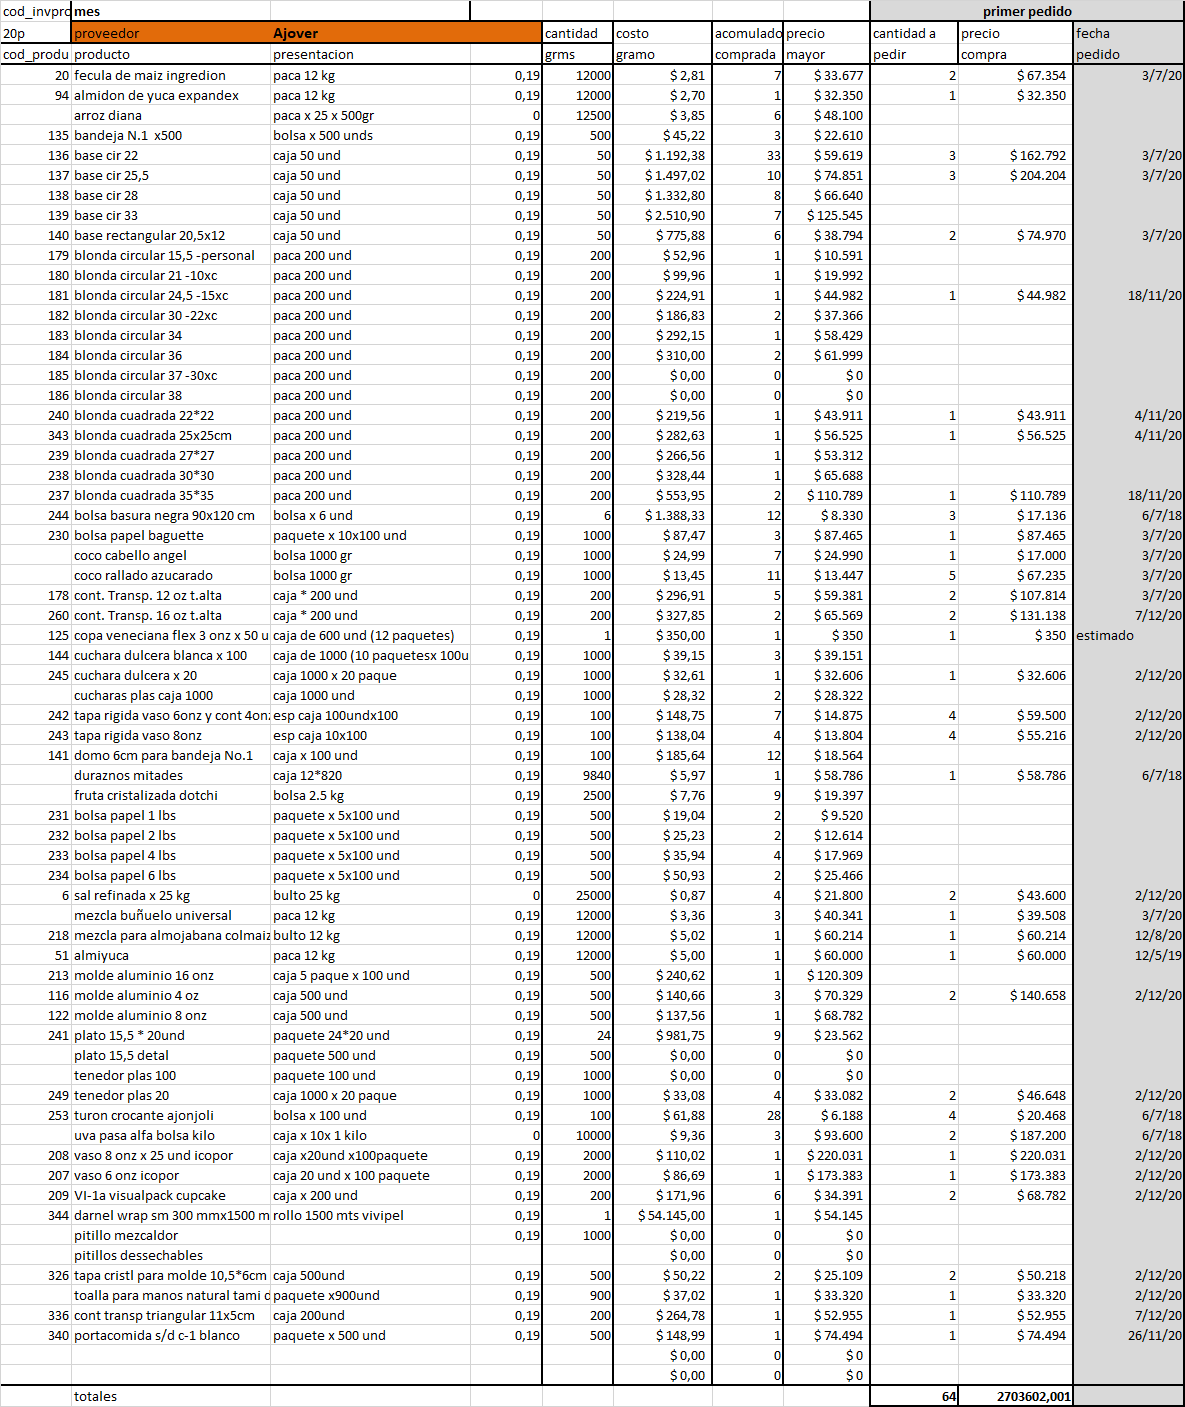 cod_invpro mes primer pedido
20p proveedor Ajover cantidad costo acumulado precio cantidad a precio fecha
cod_produ producto presentacion grms gramo comprada mayor pedir compra pedido
20 fecula de maiz ingredion paca 12 kg 0,19 12000 $ 2,81 7 $ 33.677 2 $ 67.354 3/7/20
94 almidon de yuca expandex paca 12 kg 0,19 12000 $ 2,70 1 $ 32.350 1 $ 32.350
arroz diana paca x 25 x 500gr 0 12500 $ 3,85 6 $ 48.100
135 bandeja N.1 x500 bolsa x 500 unds 0,19 500 $ 45,22 3 $ 22.610
136 base cir 22 caja 50 und 0,19 50 $ 1.192,38 33 $ 59.619 3 $ 162.792 3/7/20
137 base cir 25,5 caja 50 und 0,19 50 $ 1.497,02 10 $ 74.851 3 $ 204.204 3/7/20
138 base cir 28 caja 50 und 0,19 50 $ 1.332,80 8 $ 66.640
139 base cir 33 caja 50 und 0,19 50 $ 2.510,90 7 $ 125.545
140 base rectangular 20,5x12 caja 50 und 0,19 50 $ 775,88 6 $ 38.794 2 $ 74.970 3/7/20
179 blonda circular 15,5 -personal paca 200 und 0,19 200 $ 52,96 1 $ 10.591
180 blonda circular 21 -10xc paca 200 und 0,19 200 $ 99,96 1 $ 19.992
181 blonda circular 24,5 -15xc paca 200 und 0,19 200 $ 224,91 1 $ 44.982 1 $ 44.982 18/11/20
182 blonda circular 30 -22xc paca 200 und 0,19 200 $ 186,83 2 $ 37.366
183 blonda circular 34 paca 200 und 0,19 200 $ 292,15 1 $ 58.429
184 blonda circular 36 paca 200 und 0,19 200 $ 310,00 2 $ 61.999
185 blonda circular 37 -30xc paca 200 und 0,19 200 $ 0,00 0 $ 0
186 blonda circular 38 paca 200 und 0,19 200 $ 0,00 0 $ 0
240 blonda cuadrada 22*22 paca 200 und 0,19 200 $ 219,56 1 $ 43.911 1 $ 43.911 4/11/20
343 blonda cuadrada 25x25cm paca 200 und 0,19 200 $ 282,63 1 $ 56.525 1 $ 56.525 4/11/20
239 blonda cuadrada 27*27 paca 200 und 0,19 200 $ 266,56 1 $ 53.312
238 blonda cuadrada 30*30 paca 200 und 0,19 200 $ 328,44 1 $ 65.688
237 blonda cuadrada 35*35 paca 200 und 0,19 200 $ 553,95 2 $ 110.789 1 $ 110.789 18/11/20
244 bolsa basura negra 90x120 cm bolsa x 6 und 0,19 6 $ 1.388,33 12 $ 8.330 3 $ 17.136 6/7/18
230 bolsa papel baguette paquete x 10x100 und 0,19 1000 $ 87,47 3 $ 87.465 1 $ 87.465 3/7/20
coco cabello angel bolsa 1000 gr 0,19 1000 $ 24,99 7 $ 24.990 1 $ 17.000 3/7/20
coco rallado azucarado bolsa 1000 gr 0,19 1000 $ 13,45 11 $ 13.447 5 $ 67.235 3/7/20
178 cont. Transp. 12 oz t.alta caja * 200 und 0,19 200 $ 296,91 5 $ 59.381 2 $ 107.814 3/7/20
260 cont. Transp. 16 oz t.alta caja * 200 und 0,19 200 $ 327,85 2 $ 65.569 2 $ 131.138 7/12/20
125 copa veneciana flex 3 onz x 50 u caja de 600 und (12 paquetes) 0,19 1 $ 350,00 1 $ 350 1 $ 350 estimado
144 cuchara dulcera blanca x 100 caja de 1000 (10 paquetesx 100u 0,19 1000 $ 39,15 3 $ 39.151
245 cuchara dulcera x 20 caja 1000 x 20 paque 0,19 1000 $ 32,61 1 $ 32.606 1 $ 32.606 2/12/20
cucharas plas caja 1000 caja 1000 und 0,19 1000 $ 28,32 2 $ 28.322
242 tapa rigida vaso 6onz y cont 4onz esp caja 100undx100 0,19 100 $ 148,75 7 $ 14.875 4 $ 59.500 2/12/20
243 tapa rigida vaso 8onz esp caja 10x100 0,19 100 $ 138,04 4 $ 13.804 4 $ 55.216 2/12/20
141 domo 6cm para bandeja No.1 caja x 100 und 0,19 100 $ 185,64 12 $ 18.564
duraznos mitades caja 12*820 0,19 9840 $ 5,97 1 $ 58.786 1 $ 58.786 6/7/18
fruta cristalizada dotchi bolsa 2.5 kg 0,19 2500 $ 7,76 9 $ 19.397
231 bolsa papel 1 lbs paquete x 5x100 und 0,19 500 $ 19,04 2 $ 9.520
232 bolsa papel 2 lbs paquete x 5x100 und 0,19 500 $ 25,23 2 $ 12.614
233 bolsa papel 4 lbs paquete x 5x100 und 0,19 500 $ 35,94 4 $ 17.969
234 bolsa papel 6 lbs paquete x 5x100 und 0,19 500 $ 50,93 2 $ 25.466
6 sal refinada x 25 kg bulto 25 kg 0 25000 $ 0,87 4 $ 21.800 2 $ 43.600 2/12/20
mezcla buñuelo universal paca 12 kg 0,19 12000 $ 3,36 3 $ 40.341 1 $ 39.508 3/7/20
218 mezcla para almojabana colmaiz bulto 12 kg 0,19 12000 $ 5,02 1 $ 60.214 1 $ 60.214 12/8/20
51 almiyuca paca 12 kg 0,19 12000 $ 5,00 1 $ 60.000 1 $ 60.000 12/5/19
213 molde aluminio 16 onz caja 5 paque x 100 und 0,19 500 $ 240,62 1 $ 120.309
116 molde aluminio 4 oz caja 500 und 0,19 500 $ 140,66 3 $ 70.329 2 $ 140.658 2/12/20
122 molde aluminio 8 onz caja 500 und 0,19 500 $ 137,56 1 $ 68.782
241 plato 15,5 * 20und paquete 24*20 und 0,19 24 $ 981,75 9 $ 23.562
plato 15,5 detal paquete 500 und 0,19 500 $ 0,00 0 $ 0
tenedor plas 100 paquete 100 und 0,19 1000 $ 0,00 0 $ 0
249 tenedor plas 20 caja 1000 x 20 paque 0,19 1000 $ 33,08 4 $ 33.082 2 $ 46.648 2/12/20
253 turon crocante ajonjoli bolsa x 100 und 0,19 100 $ 61,88 28 $ 6.188 4 $ 20.468 6/7/18
uva pasa alfa bolsa kilo caja x 10x 1 kilo 0 10000 $ 9,36 3 $ 93.600 2 $ 187.200 6/7/18
208 vaso 8 onz x 25 und icopor caja x20und x100paquete 0,19 2000 $ 110,02 1 $ 220.031 1 $ 220.031 2/12/20
207 vaso 6 onz icopor caja 20 und x 100 paquete 0,19 2000 $ 86,69 1 $ 173.383 1 $ 173.383 2/12/20
209 VI-1a visualpack cupcake caja x 200 und 0,19 200 $ 171,96 6 $ 34.391 2 $ 68.782 2/12/20
344 darnel wrap sm 300 mmx1500 m rollo 1500 mts vivipel 0,19 1 $ 54.145,00 1 $ 54.145
pitillo mezcaldor 0,19 1000 $ 0,00 0 $ 0
pitillos dessechables $ 0,00 0 $ 0
326 tapa cristl para molde 10,5*6cm caja 500und 0,19 500 $ 50,22 2 $ 25.109 2 $ 50.218 2/12/20
toalla para manos natural tami d paquete x900und 0,19 900 $ 37,02 1 $ 33.320 1 $ 33.320 2/12/20
336 cont transp triangular 11x5cm caja 200und 0,19 200 $ 264,78 1 $ 52.955 1 $ 52.955 7/12/20
340 portacomida s/d c-1 blanco paquete x 500 und 0,19 500 $ 148,99 1 $ 74.494 1 $ 74.494 26/11/20
$ 0,00 0 $ 0
$ 0,00 0 $ 0
totales 64 2703602,001